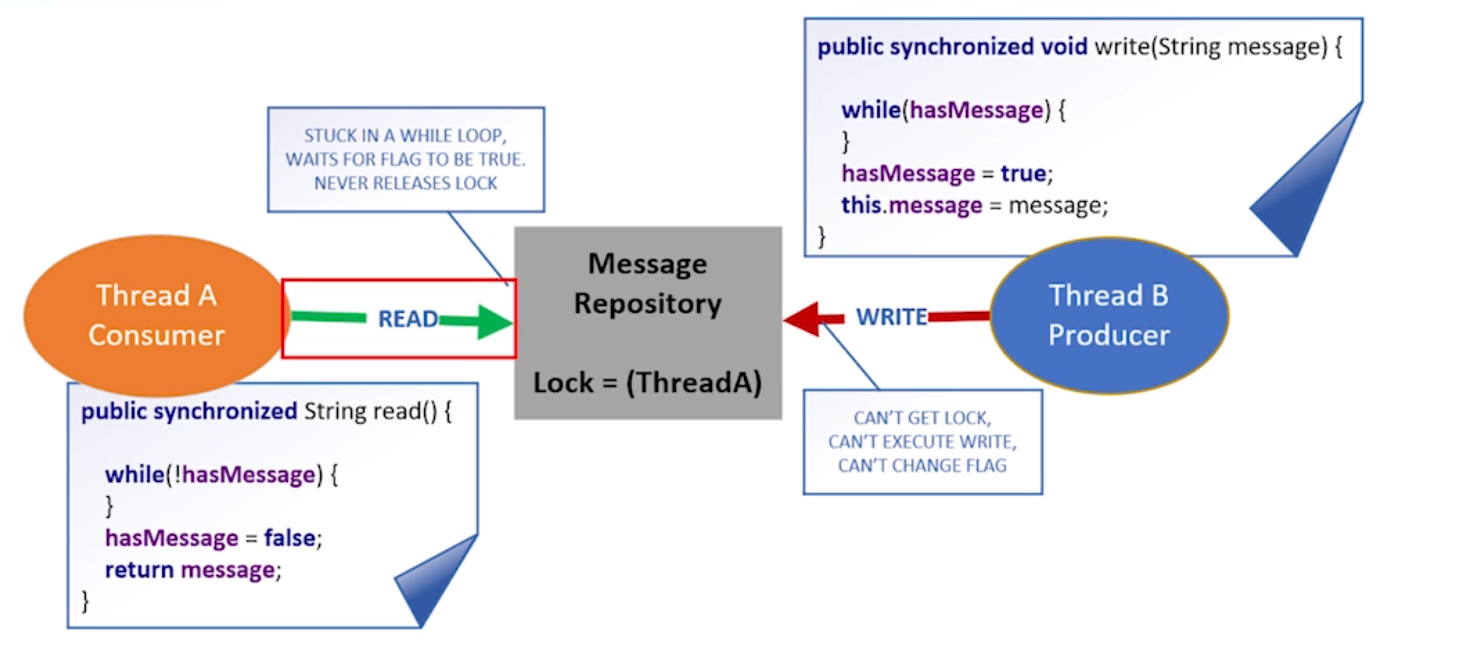 public synchronized void write(String message) {
while(hasMessage) {
}
hasMessage = true;
this.message = message;
}
STUCK IN A WHILE LOOP,
WAITS FOR FLAG TO BE TRUE.
NEVER RELEASES LOCK
Thread A
Consumer
READ
Message
Repository
Lock = (ThreadA)
WRITE
Thread B
Producer
public synchronized String read() {
while(!hasMessage) {
}
hasMessage = false;
return message;
}
CAN'T GET LOCK,
CAN'T EXECUTE WRITE,
CAN'T CHANGE FLAG